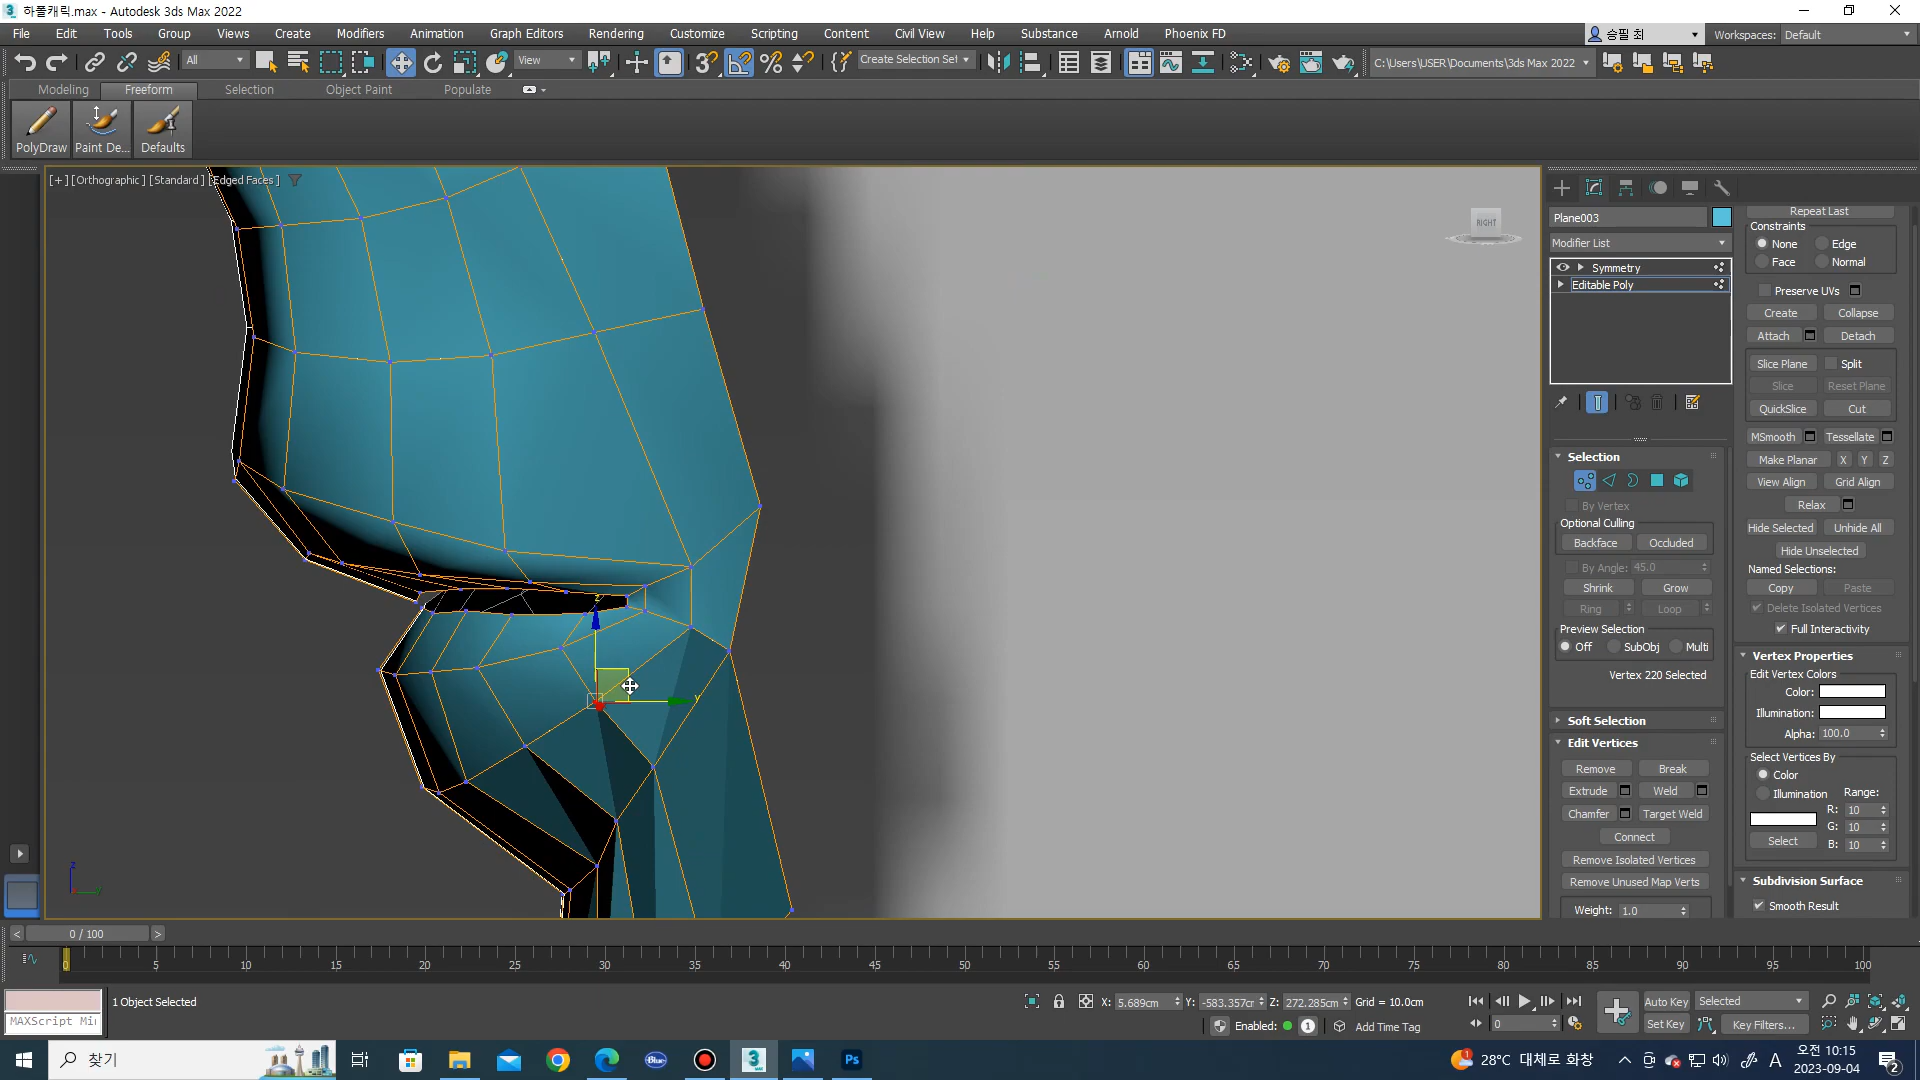 하폴캐릭.max - Autodesk 3ds Max 2022
File Edit Tools Group Views Create Modifiers Animation Graph Editors Rendering Customize Scripting Content Civil View Help Substance Arnold Phoenix FD 승필 최 Workspaces: Default
All View Create Selection Set C:\Users\USER\Documents\3ds Max 2022
Modeling Freeform Selection Object Paint Populate
PolyDraw Paint De... Defaults
[+] [Orthographic] [Standard] [Edged Faces]
RIGHT
Plane003
Modifier List
Symmetry
Editable Poly
Selection
By Vertex
Optional Culling
Backface Occluded
By Angle: 45.0
Shrink Grow
Ring Loop
Preview Selection
Off SubObj Multi
Vertex 220 Selected
Soft Selection
Edit Vertices
Remove Break
Extrude Weld
Chamfer Target Weld
Connect
Remove Isolated Vertices
Remove Unused Map Verts
Weight: 1.0
Repeat Last
Constraints
None Edge
Face Normal
Preserve UVs
Create Collapse
Attach Detach
Slice Plane Split
Slice Reset Plane
QuickSlice Cut
MSmooth Tessellate
Make Planar X Y Z
View Align Grid Align
Relax
Hide Selected Unhide All
Hide Unselected
Named Selections:
Copy Paste
Delete Isolated Vertices
Full Interactivity
Vertex Properties
Edit Vertex Colors
Color:
Illumination:
Alpha: 100.0
Select Vertices By
Color
Illumination Range:
R: 10
G: 10
B: 10
Select
Subdivision Surface
Smooth Result
z
y
z
0 / 100
0 5 10 15 20 25 30 35 40 45 50 55 60 65 70 75 80 85 90 95 100
1 Object Selected
MAXScript Mi
X: 5.689cm Y: -583.357cm Z: 272.285cm Grid = 10.0cm
Enabled: 1 Add Time Tag
0
Auto Key Selected
Set Key Key Filters...
찾기
Blue
3
Ps
28°C 대체로 화창
A
오전 10:15
2023-09-04
2